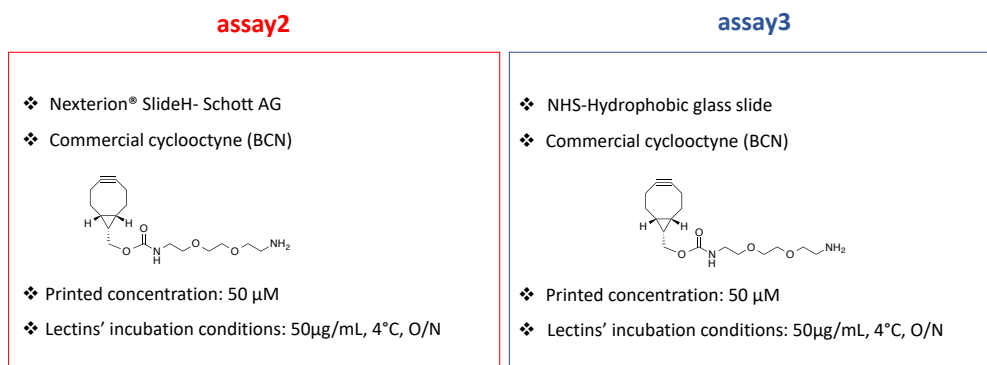 assay2
❖ Nexterion® SlideH- Schott AG
❖ Commercial cyclooctyne (BCN)
H H
O
O N
H
O
O
NH2
❖ Printed concentration: 50 µM
❖ Lectins’ incubation conditions: 50µg/mL, 4°C, O/N
assay3
❖ NHS-Hydrophobic glass slide
❖ Commercial cyclooctyne (BCN)
H H
O
O N
H
O
O
NH2
❖ Printed concentration: 50 µM
❖ Lectins’ incubation conditions: 50µg/mL, 4°C, O/N